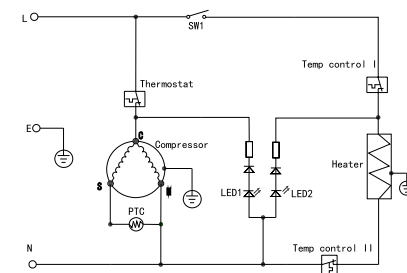 L
SW1
Temp control I
Thermostat
E
C
Compressor
Heater
S
M
LED1
LED2
PTC
N
Temp control II